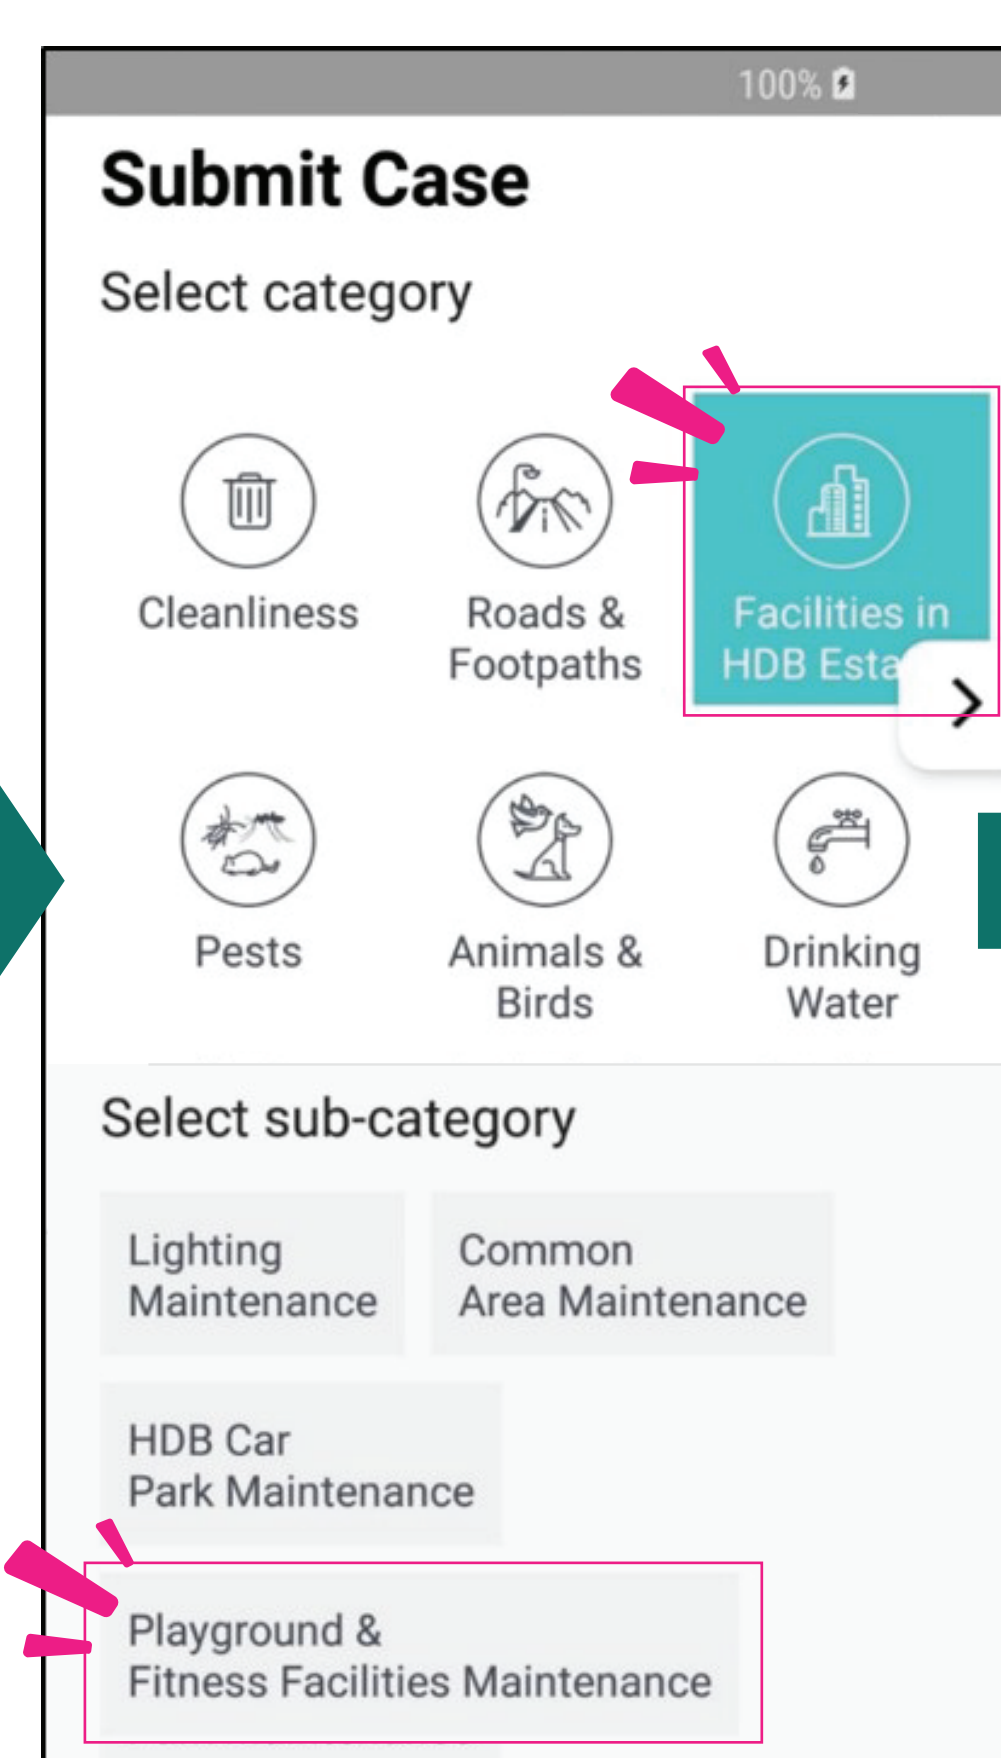 100%
Submit Case
Select category
Cleanliness
Roads &
Footpaths
Facilities in
HDB Esta
Pests
Animals &
Birds
Drinking
Water
Select sub-category
Lighting
Maintenance
Common
Area Maintenance
HDB Car
Park Maintenance
Playground &
Fitness Facilities Maintenance